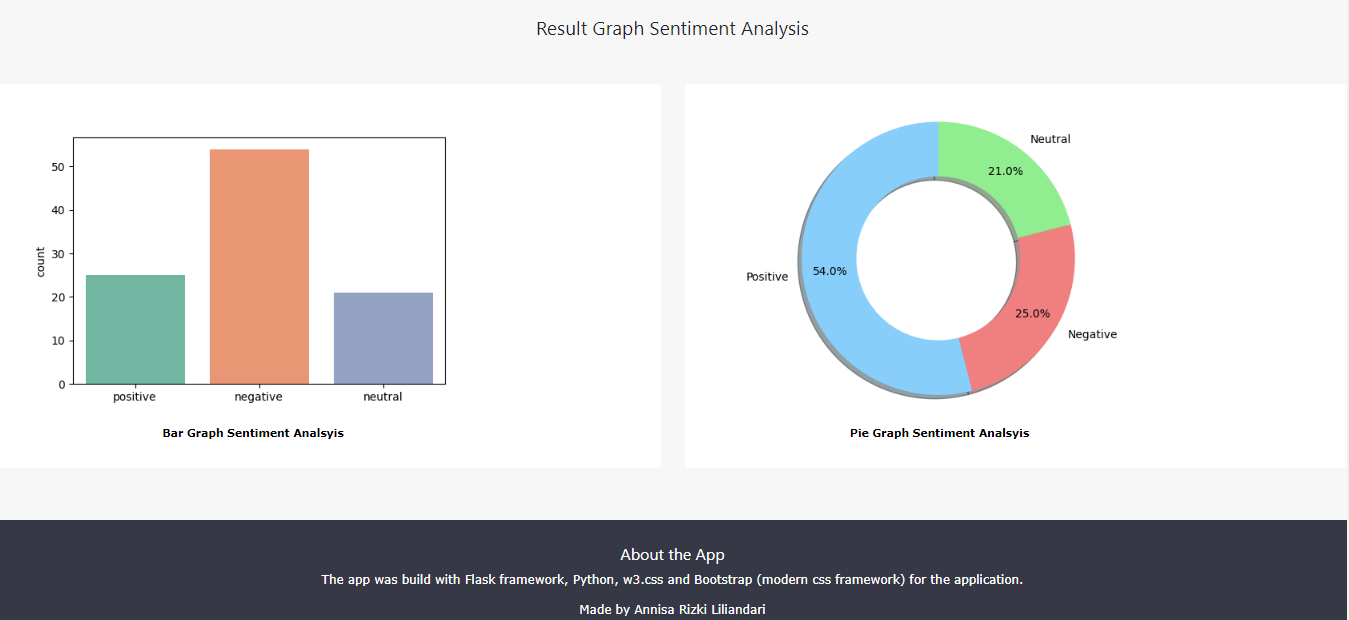 Result Graph Sentiment Analysis
50
40
30
20
10
0
count
positive negative neutral
Bar Graph Sentiment Analsyis
Neutral
21.0%
Positive
54.0%
25.0%
Negative
Pie Graph Sentiment Analsyis
About the App
The app was build with Flask framework, Python, w3.css and Bootstrap (modern css framework) for the application.
Made by Annisa Rizki Liliandari